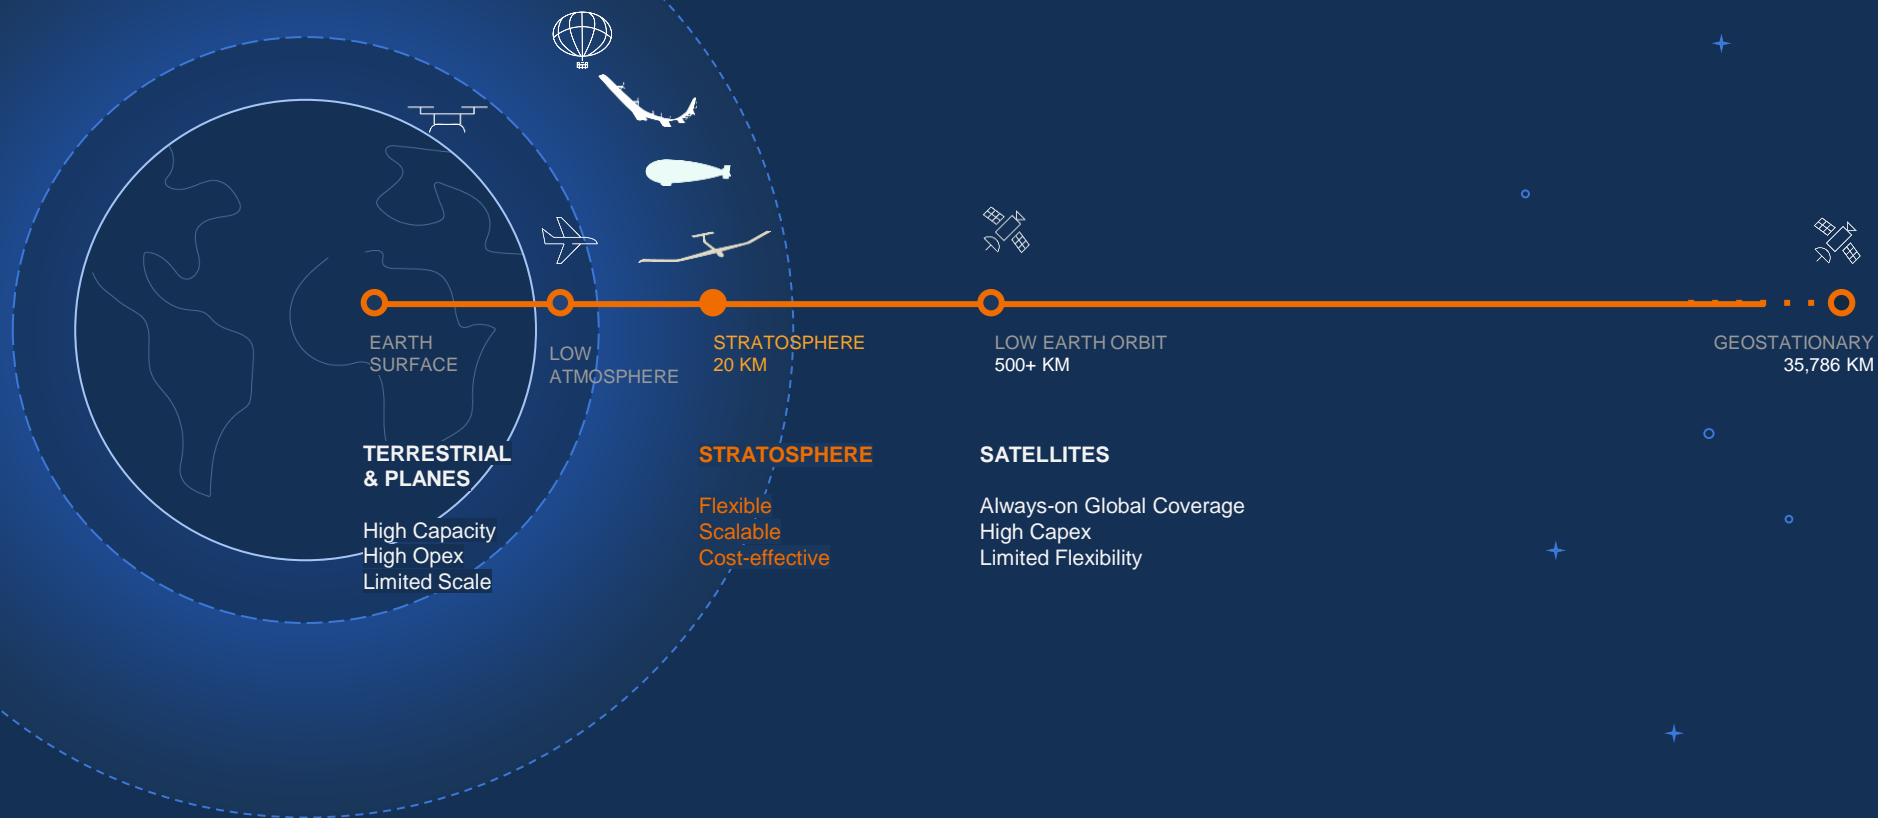 EARTH
SURFACE
LOW
ATMOSPHERE
STRATOSPHERE
20 KM
LOW EARTH ORBIT
500+ KM
GEOSTATIONARY
35,786 KM
TERRESTRIAL
& PLANES
High Capacity
High Opex
Limited Scale
STRATOSPHERE
Flexible
Scalable
Cost-effective
SATELLITES
Always-on Global Coverage
High Capex
Limited Flexibility